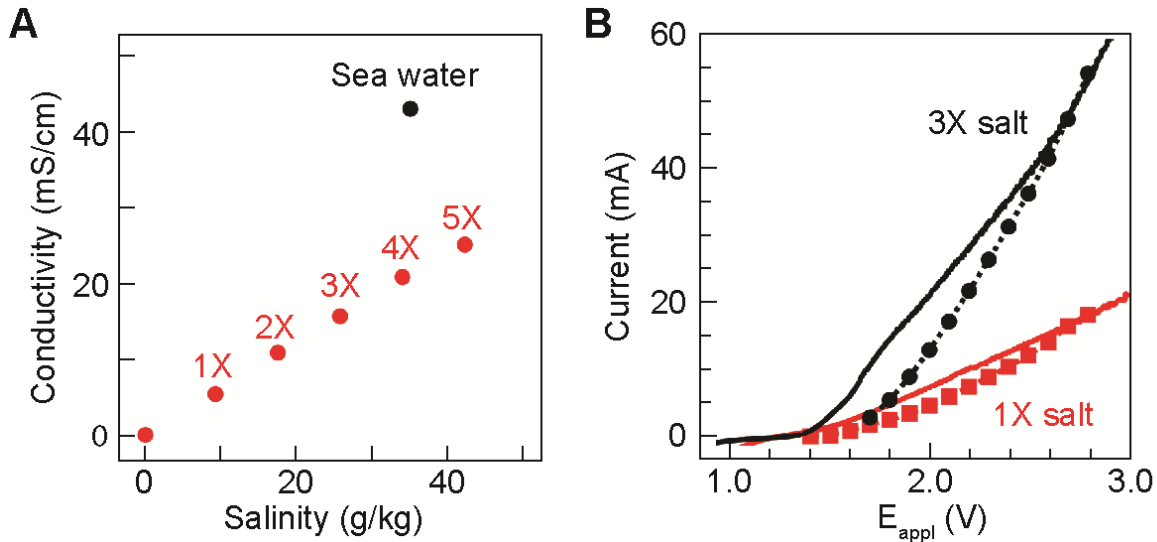 A
Conductivity (mS/cm)
40
20
0
Sea water
1X
2X
3X
4X
5X
0
20
40
Salinity (g/kg)
B
Current (mA)
60
40
20
0
3X salt
1X salt
1.0
2.0
3.0
E appl (V)